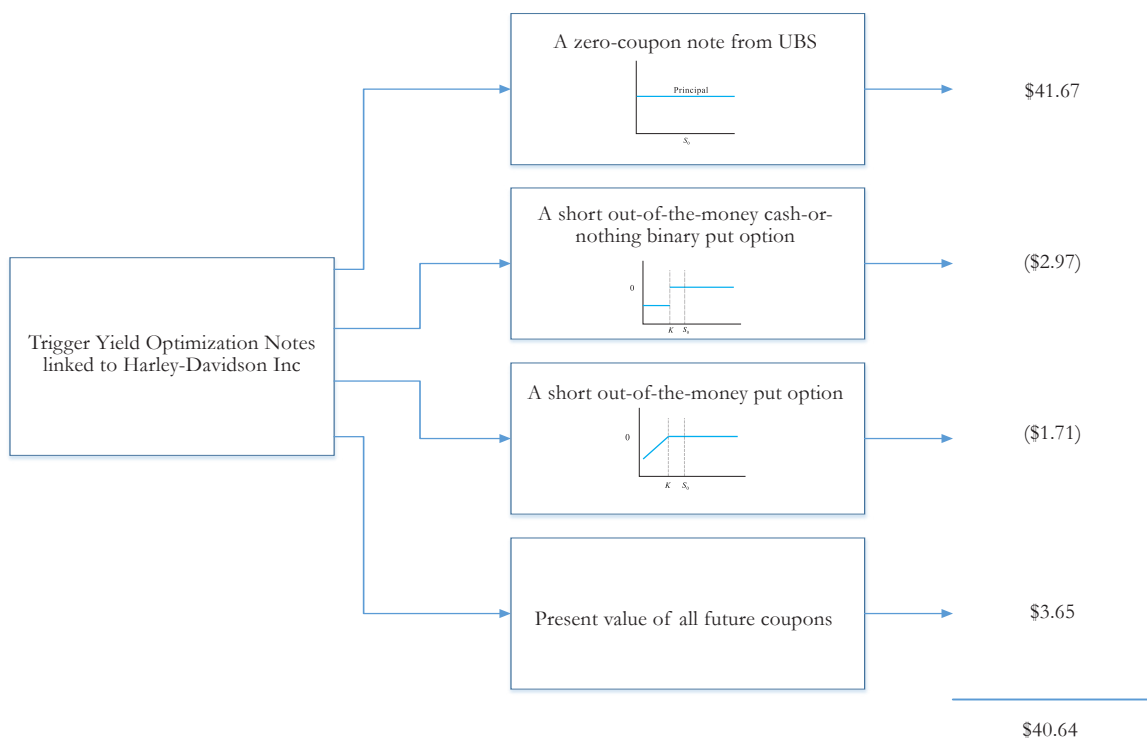 A zero-coupon note from UBS
Principal
S₀
$41.67
A short out-of-the-money cash-or-
nothing binary put option
0
K S₀
($2.97)
Trigger Yield Optimization Notes
linked to Harley-Davidson Inc
A short out-of-the-money put option
0
K S₀
($1.71)
Present value of all future coupons
$3.65
$40.64